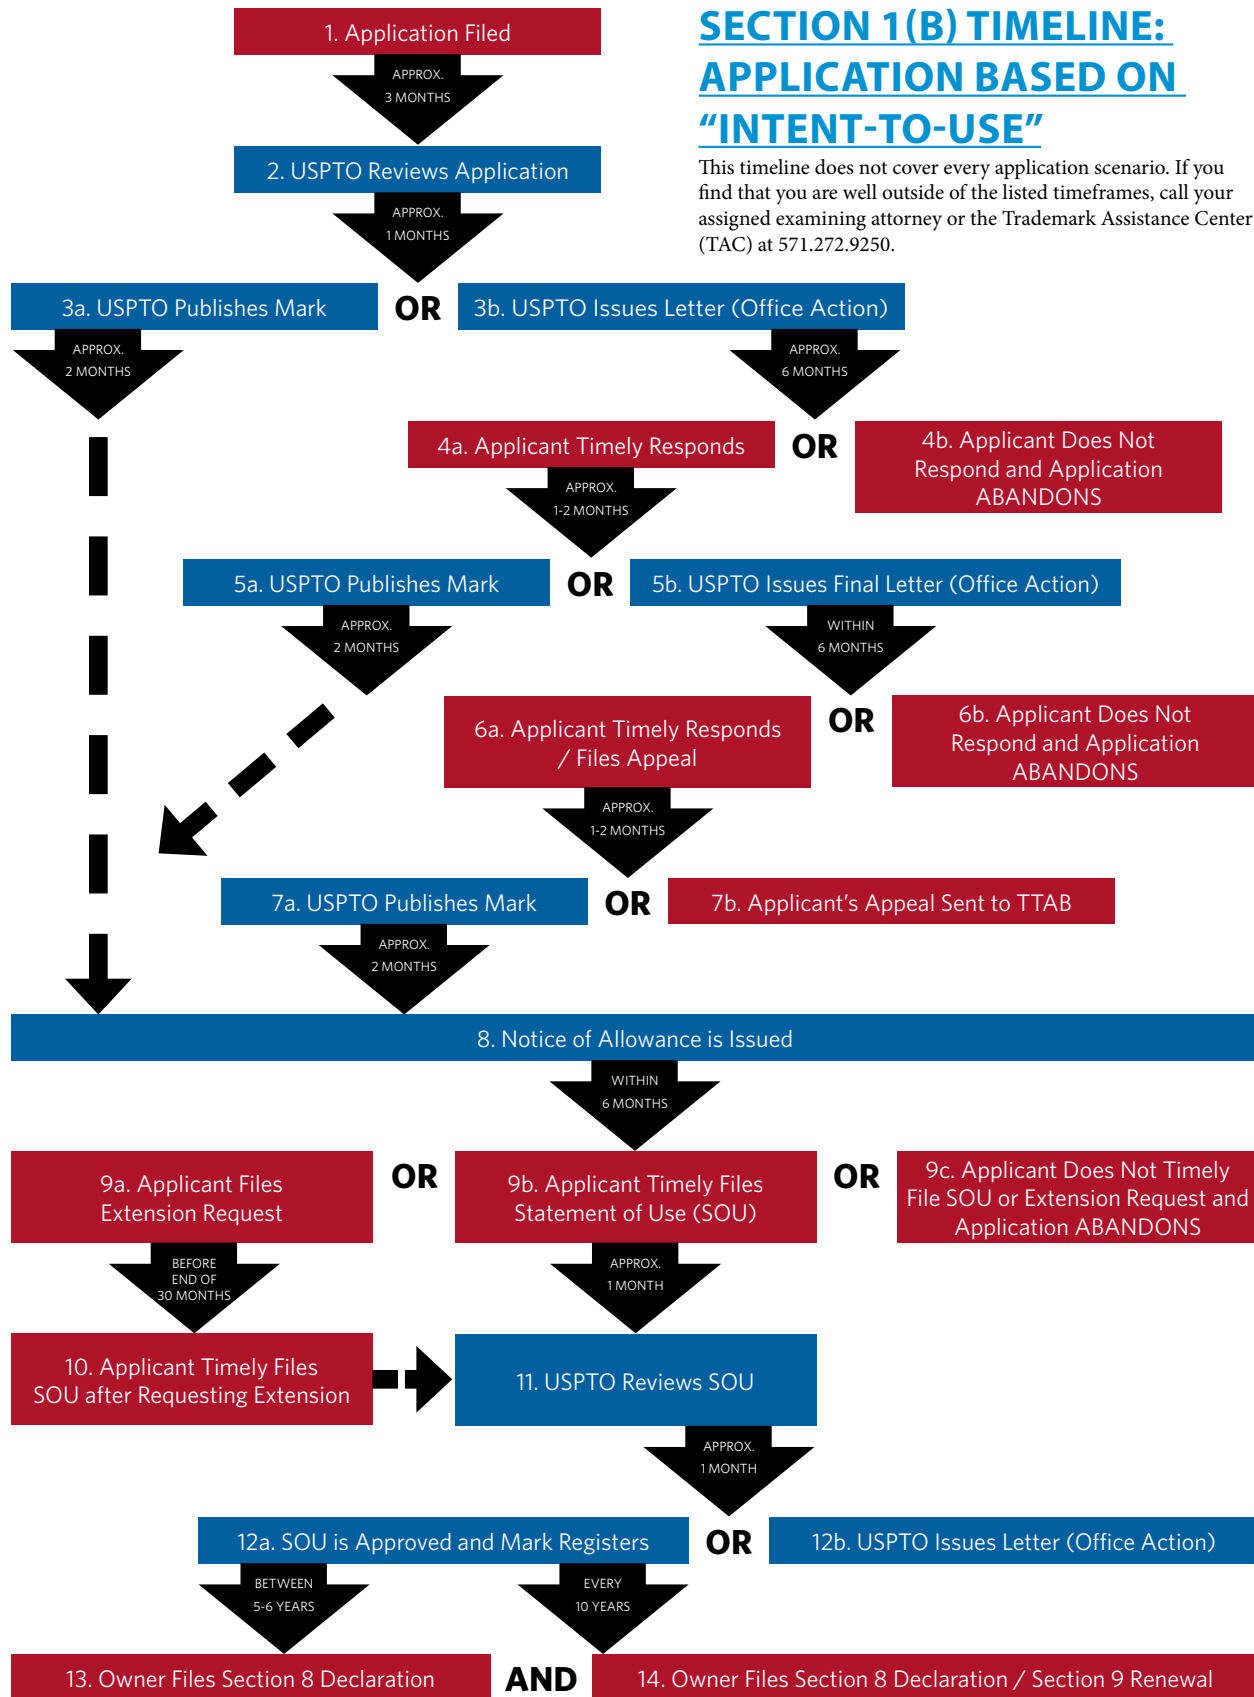 1. Application Filed
SECTION 1(B) TIMELINE:
APPLICATION BASED ON
“INTENT-TO-USE”
This timeline does not cover every application scenario. If you
find that you are well outside of the listed timeframes, call your
assigned examining attorney or the Trademark Assistance Center
(TAC) at 571.272.9250.
APPROX.
3 MONTHS
2. USPTO Reviews Application
APPROX.
1 MONTHS
3a. USPTO Publishes Mark
OR
3b. USPTO Issues Letter (Office Action)
APPROX.
2 MONTHS
APPROX.
6 MONTHS
4a. Applicant Timely Responds
OR
4b. Applicant Does Not
Respond and Application
ABANDONS
APPROX.
1-2 MONTHS
5a. USPTO Publishes Mark
OR
5b. USPTO Issues Final Letter (Office Action)
APPROX.
2 MONTHS
WITHIN
6 MONTHS
6a. Applicant Timely Responds
/ Files Appeal
OR
6b. Applicant Does Not
Respond and Application
ABANDONS
APPROX.
1-2 MONTHS
7a. USPTO Publishes Mark
OR
7b. Applicant’s Appeal Sent to TTAB
APPROX.
2 MONTHS
8. Notice of Allowance is Issued
WITHIN
6 MONTHS
9a. Applicant Files
Extension Request
OR
9b. Applicant Timely Files
Statement of Use (SOU)
OR
9c. Applicant Does Not Timely
File SOU or Extension Request and
Application ABANDONS
BEFORE
END OF
30 MONTHS
APPROX.
1 MONTH
10. Applicant Timely Files
SOU after Requesting Extension
11. USPTO Reviews SOU
APPROX.
1 MONTH
12a. SOU is Approved and Mark Registers
OR
12b. USPTO Issues Letter (Office Action)
BETWEEN
5-6 YEARS
EVERY
10 YEARS
13. Owner Files Section 8 Declaration
AND
14. Owner Files Section 8 Declaration / Section 9 Renewal